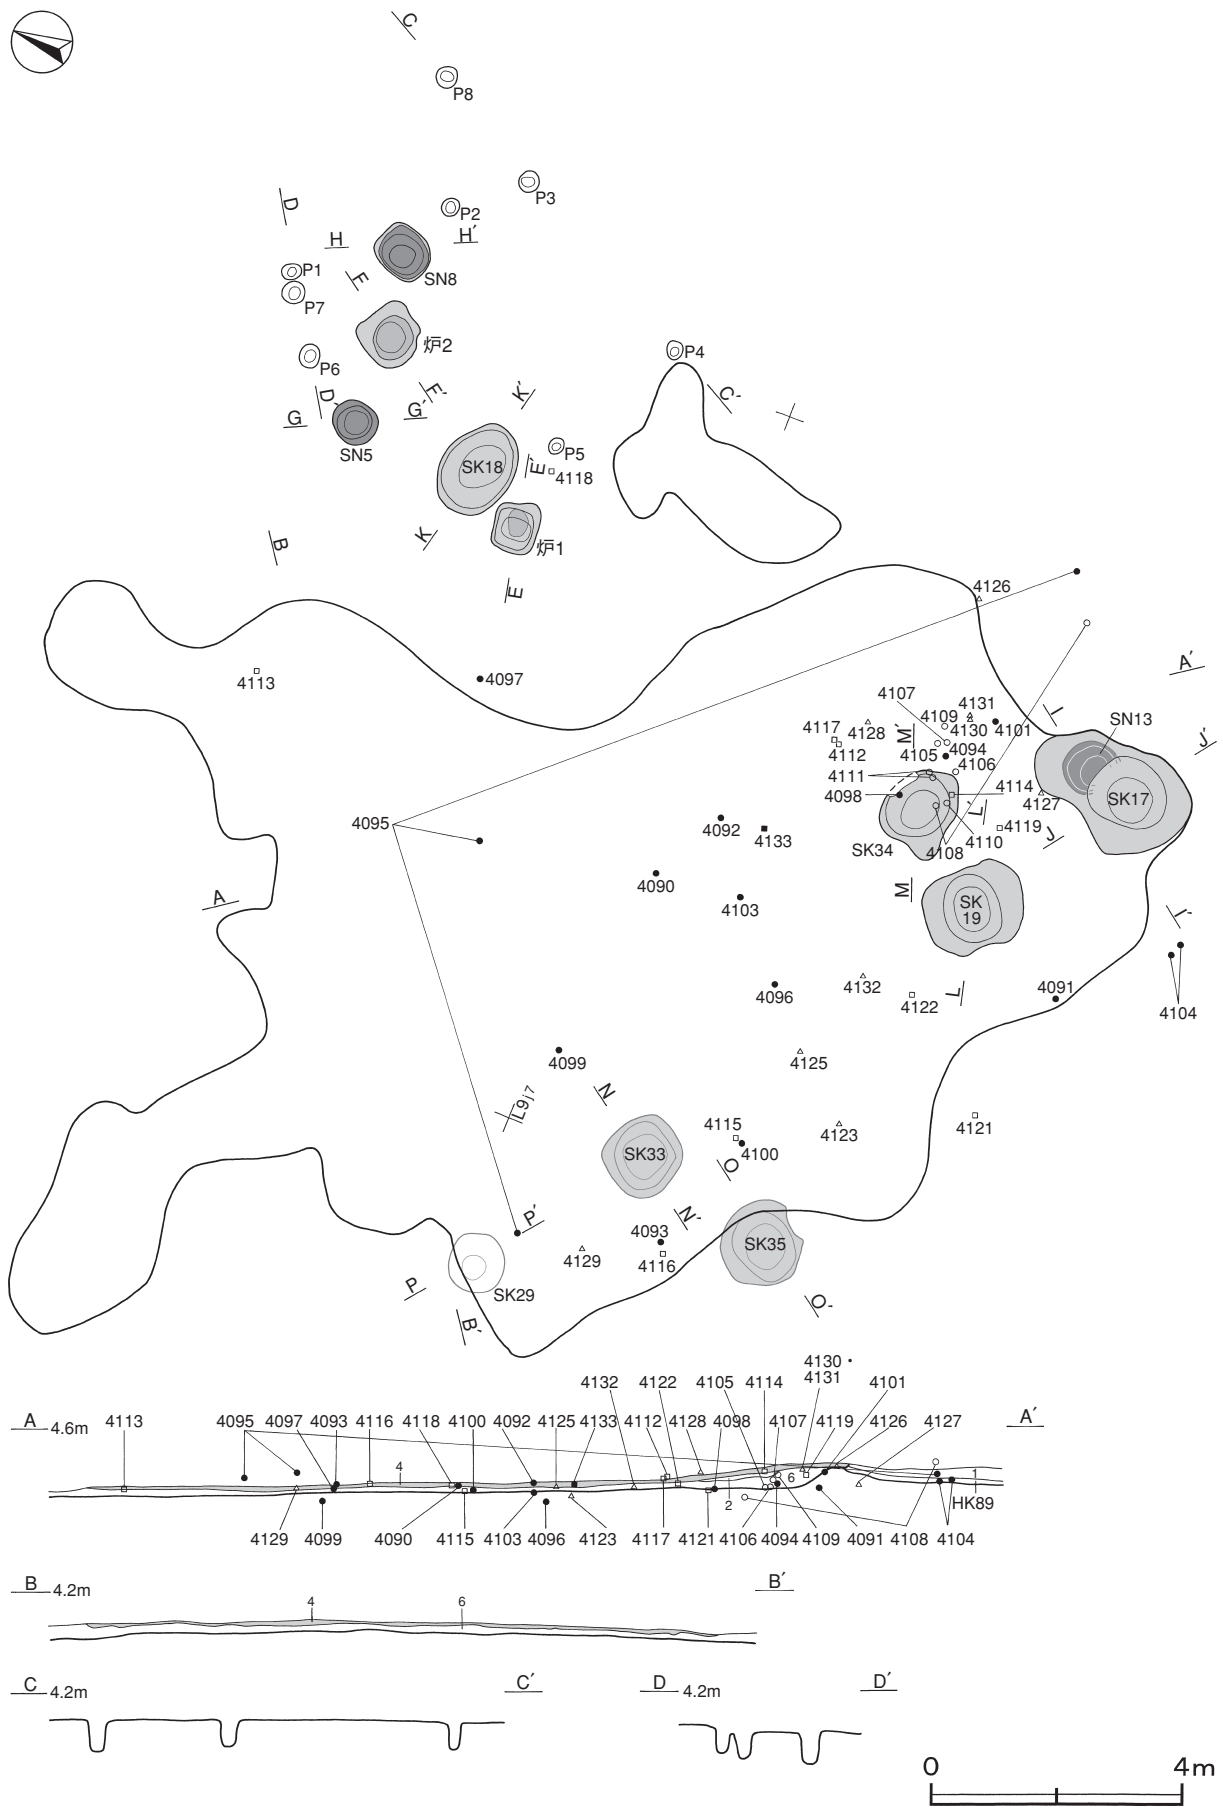 C
P8
P3
D
P2
H H′
P1
F
SN8
P7
炉2
P6
P4
D′
F′
K′
C′
G G′
SN5
SK18
P5
E′
4118
K
炉1
B
E
4126
4113
4097
A′
4107
4131
I
4109
SN13
4117
4128
M′
4130
4101
J′
4112
4105
4094
4106
4111
4114
4098
4127
SK17
L′
4095
4092
4133
4119
J
4110
SK34
4108
4090
M
A
4103
SK
19
I′
4132
L
4096
4122
4091
4104
4099
4125
N
L9j7
4115
4123
4121
SK33
4100
O
P′
N′
4093
SK35
4129
4116
P
SK29
B′
O′
4130・
4132 4122 4105 4114 4131 4101
A 4.6m 4113 4095 4097 4093 4116 4118 4100 4092 4125 4133 4112 4128 4098 4107 4119 4126 4127 A′
4
6
1
2
HK89
4129 4099 4090 4115 4103 4096 4123 4117 4121 4106 4094 4109 4091 4108 4104
B 4.2m B′
4 6
C 4.2m C′ D 4.2m D′
0 4m